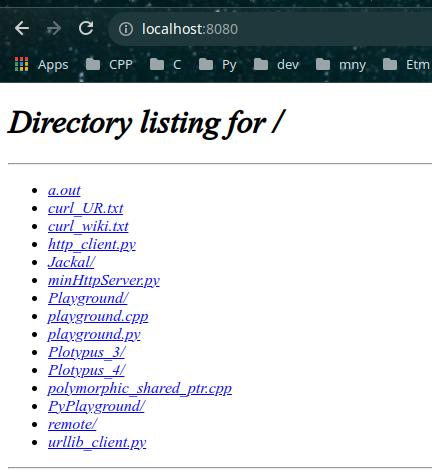 localhost:8080
Apps CPP C Py dev mny Etm
Directory listing for /
a.out
curl_UR.txt
curl_wiki.txt
http_client.py
Jackal/
minHttpServer.py
Playground/
playground.cpp
playground.py
Plotypus_3/
Plotypus_4/
polymorphic_shared_ptr.cpp
PyPlayground/
remote/
urllib_client.py